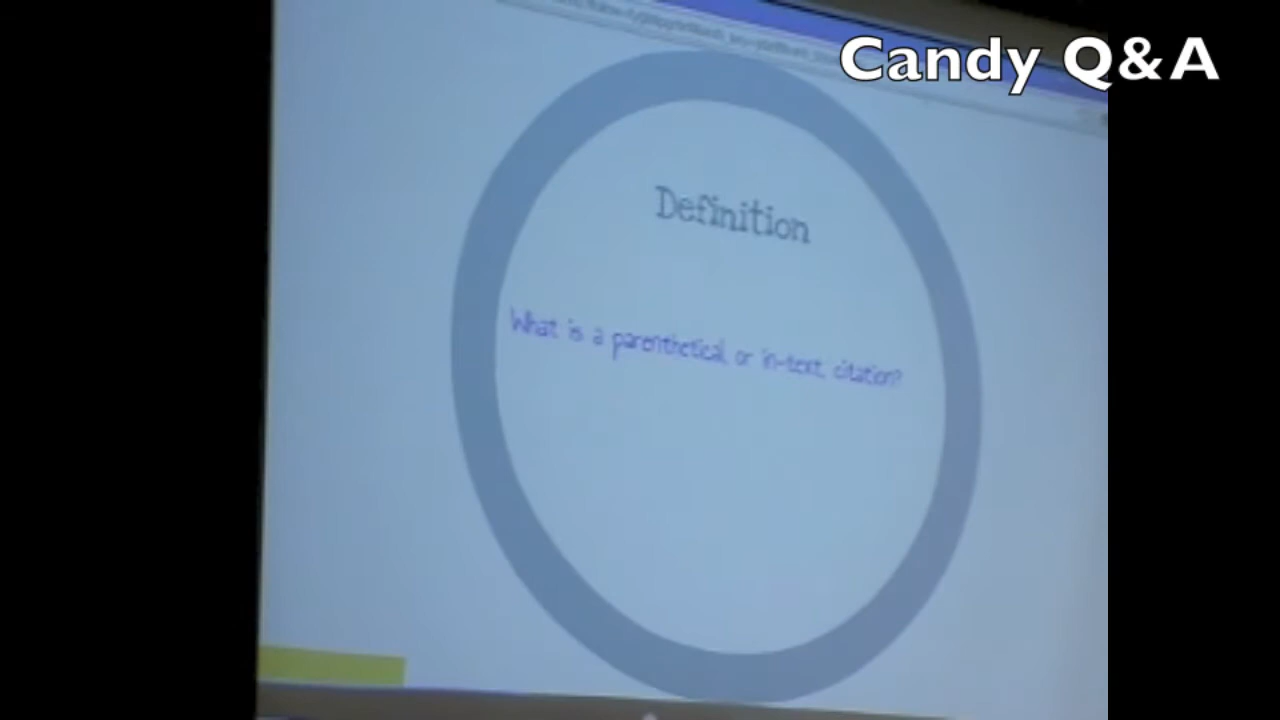 Candy Q&A
Definition
What is a parenthetical or in-text citation?